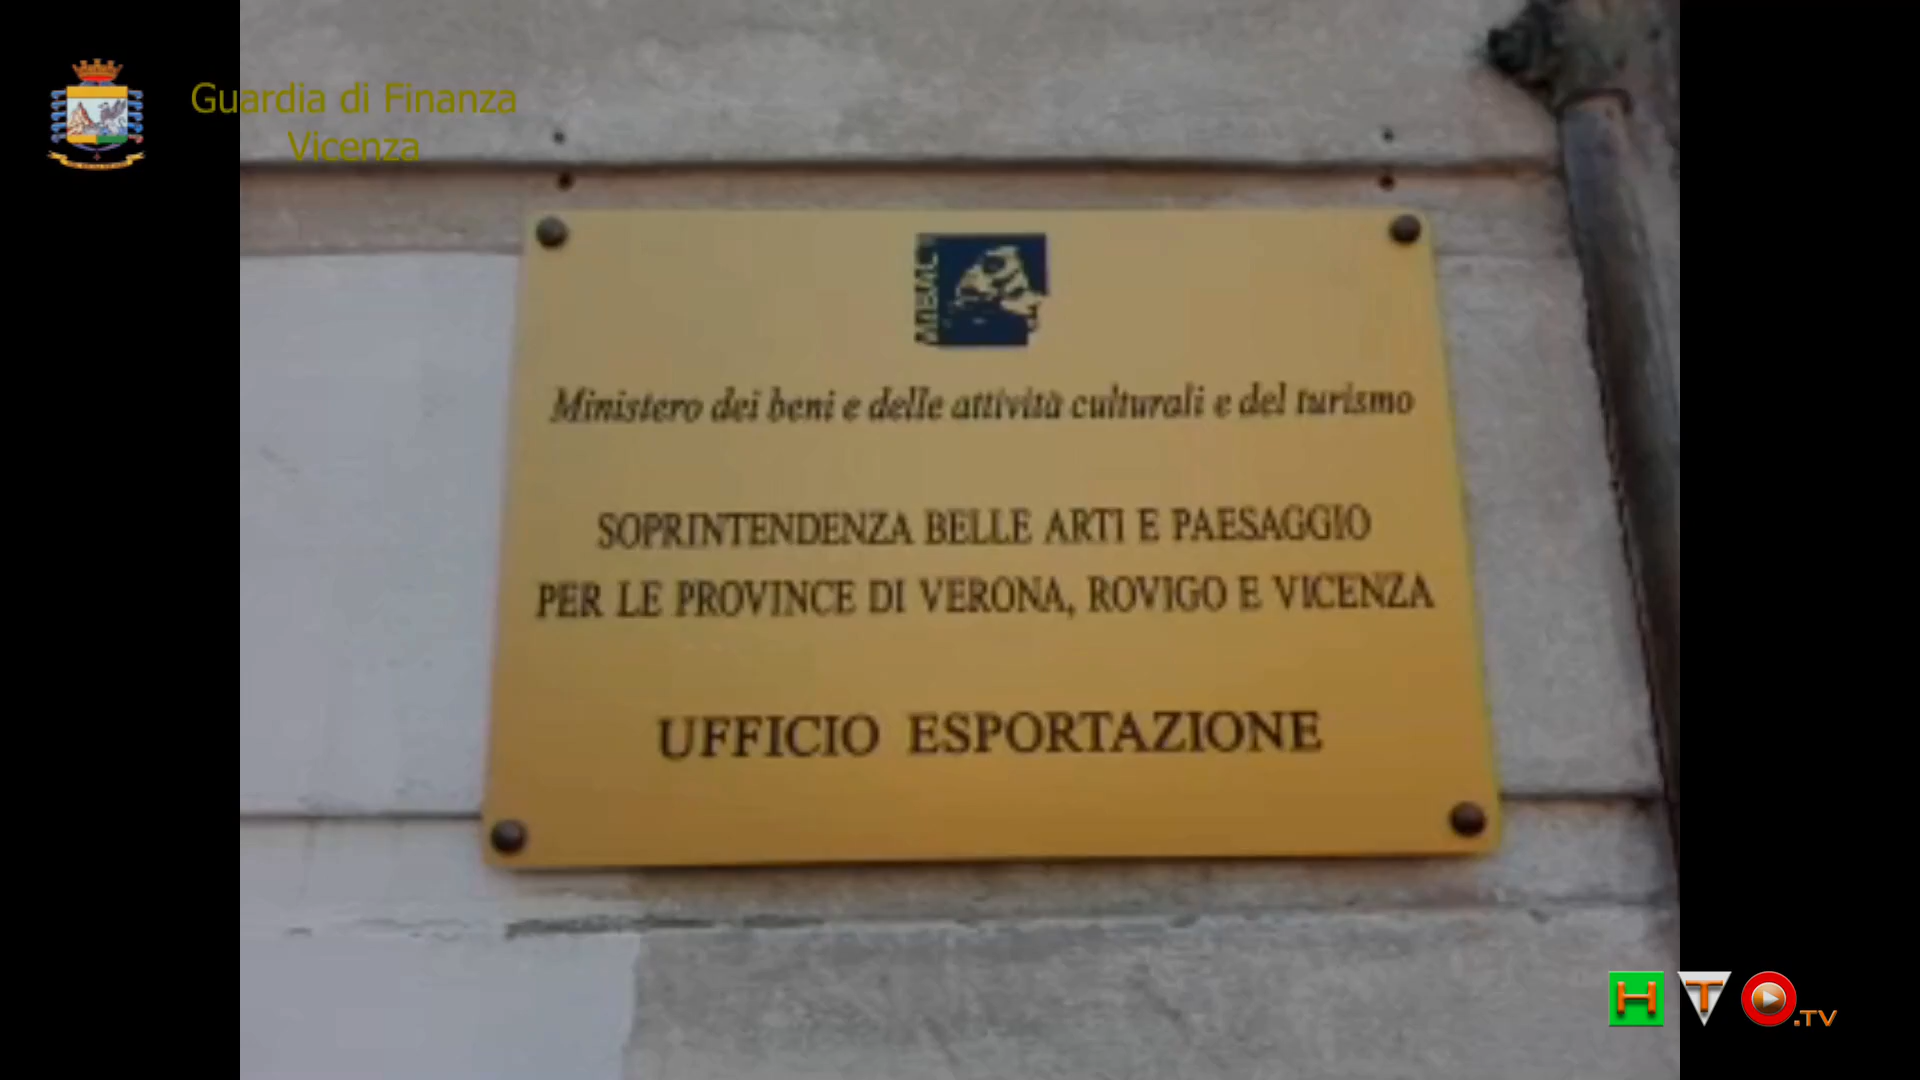 Guardia di Finanza
Vicenza
Ministero dei beni e delle attività culturali e del turismo
SOPRINTENDENZA BELLE ARTI E PAESAGGIO
PER LE PROVINCE DI VERONA, ROVIGO E VICENZA
UFFICIO ESPORTAZIONE
HT.TV